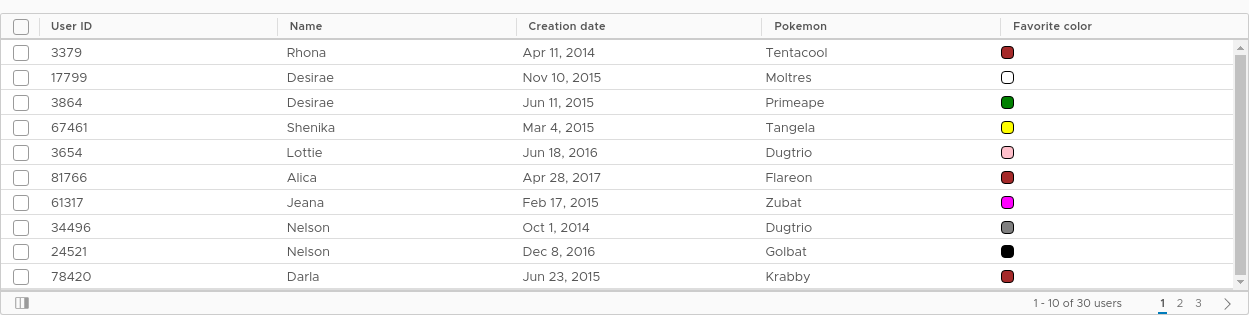 User ID Name Creation date Pokemon Favorite color
3379 Rhona Apr 11, 2014 Tentacool
17799 Desirae Nov 10, 2015 Moltres
3864 Desirae Jun 11, 2015 Primeape
67461 Shenika Mar 4, 2015 Tangela
3654 Lottie Jun 18, 2016 Dugtrio
81766 Alica Apr 28, 2017 Flareon
61317 Jeana Feb 17, 2015 Zubat
34496 Nelson Oct 1, 2014 Dugtrio
24521 Nelson Dec 8, 2016 Golbat
78420 Darla Jun 23, 2015 Krabby
1 - 10 of 30 users 1 2 3